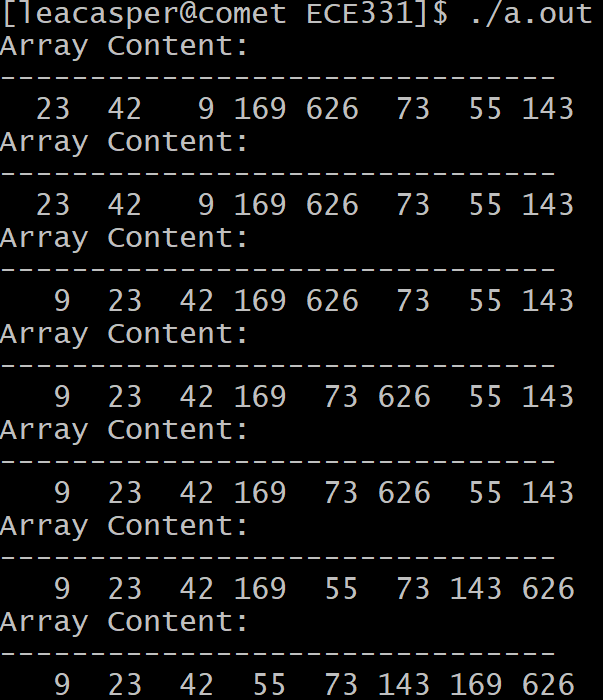 [leacasper@comet ECE331]$ ./a.out
Array Content:
-------------------------------
  23  42   9 169 626  73  55 143
Array Content:
-------------------------------
  23  42   9 169 626  73  55 143
Array Content:
-------------------------------
   9  23  42 169 626  73  55 143
Array Content:
-------------------------------
   9  23  42 169  73 626  55 143
Array Content:
-------------------------------
   9  23  42 169  73 626  55 143
Array Content:
-------------------------------
   9  23  42 169  55  73 143 626
Array Content:
-------------------------------
   9  23  42  55  73 143 169 626